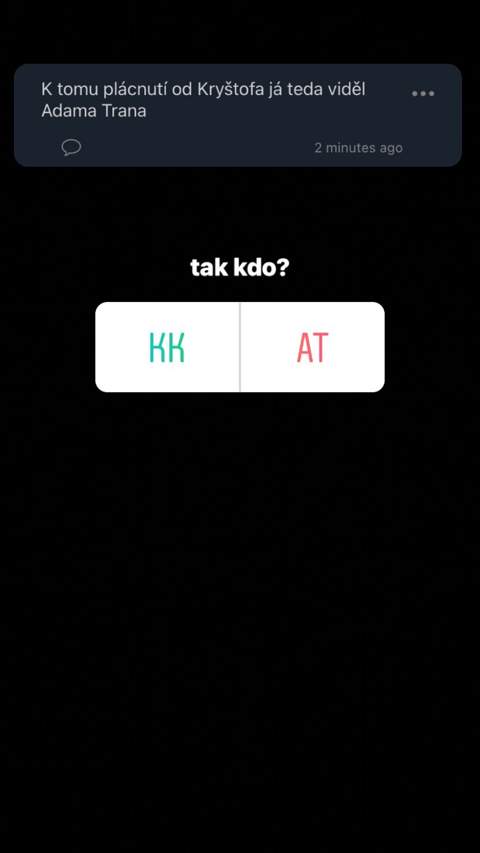 K tomu plácnutí od Kryštofa já teda viděl
Adama Trana
2 minutes ago
tak kdo?
KK
AT